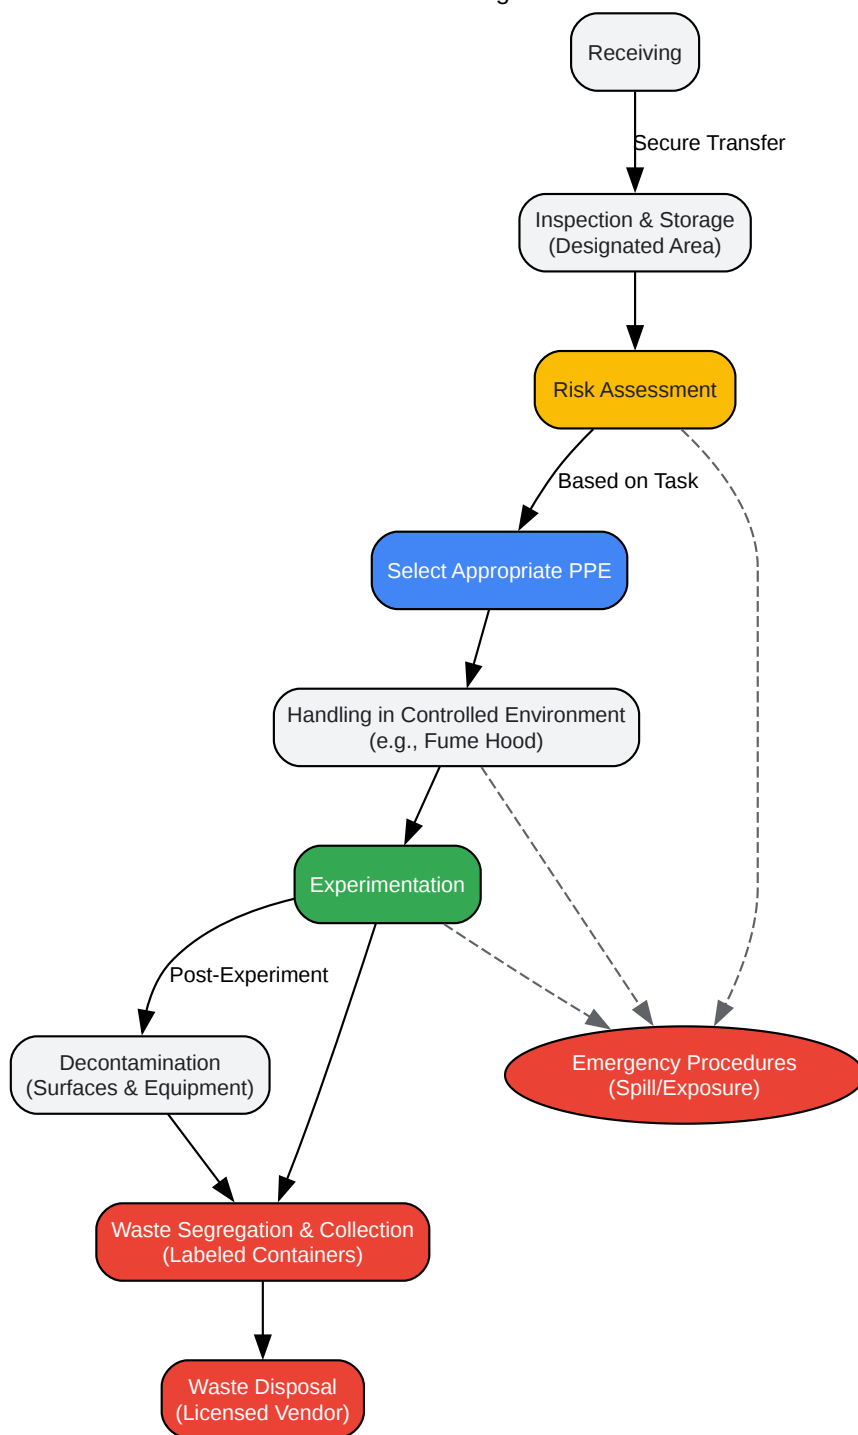 Receiving
Secure Transfer
Inspection & Storage
(Designated Area)
Risk Assessment
Based on Task
Select Appropriate PPE
Handling in Controlled Environment
(e.g., Fume Hood)
Experimentation
Post-Experiment
Decontamination
(Surfaces & Equipment)
Emergency Procedures
(Spill/Exposure)
Waste Segregation & Collection
(Labeled Containers)
Waste Disposal
(Licensed Vendor)